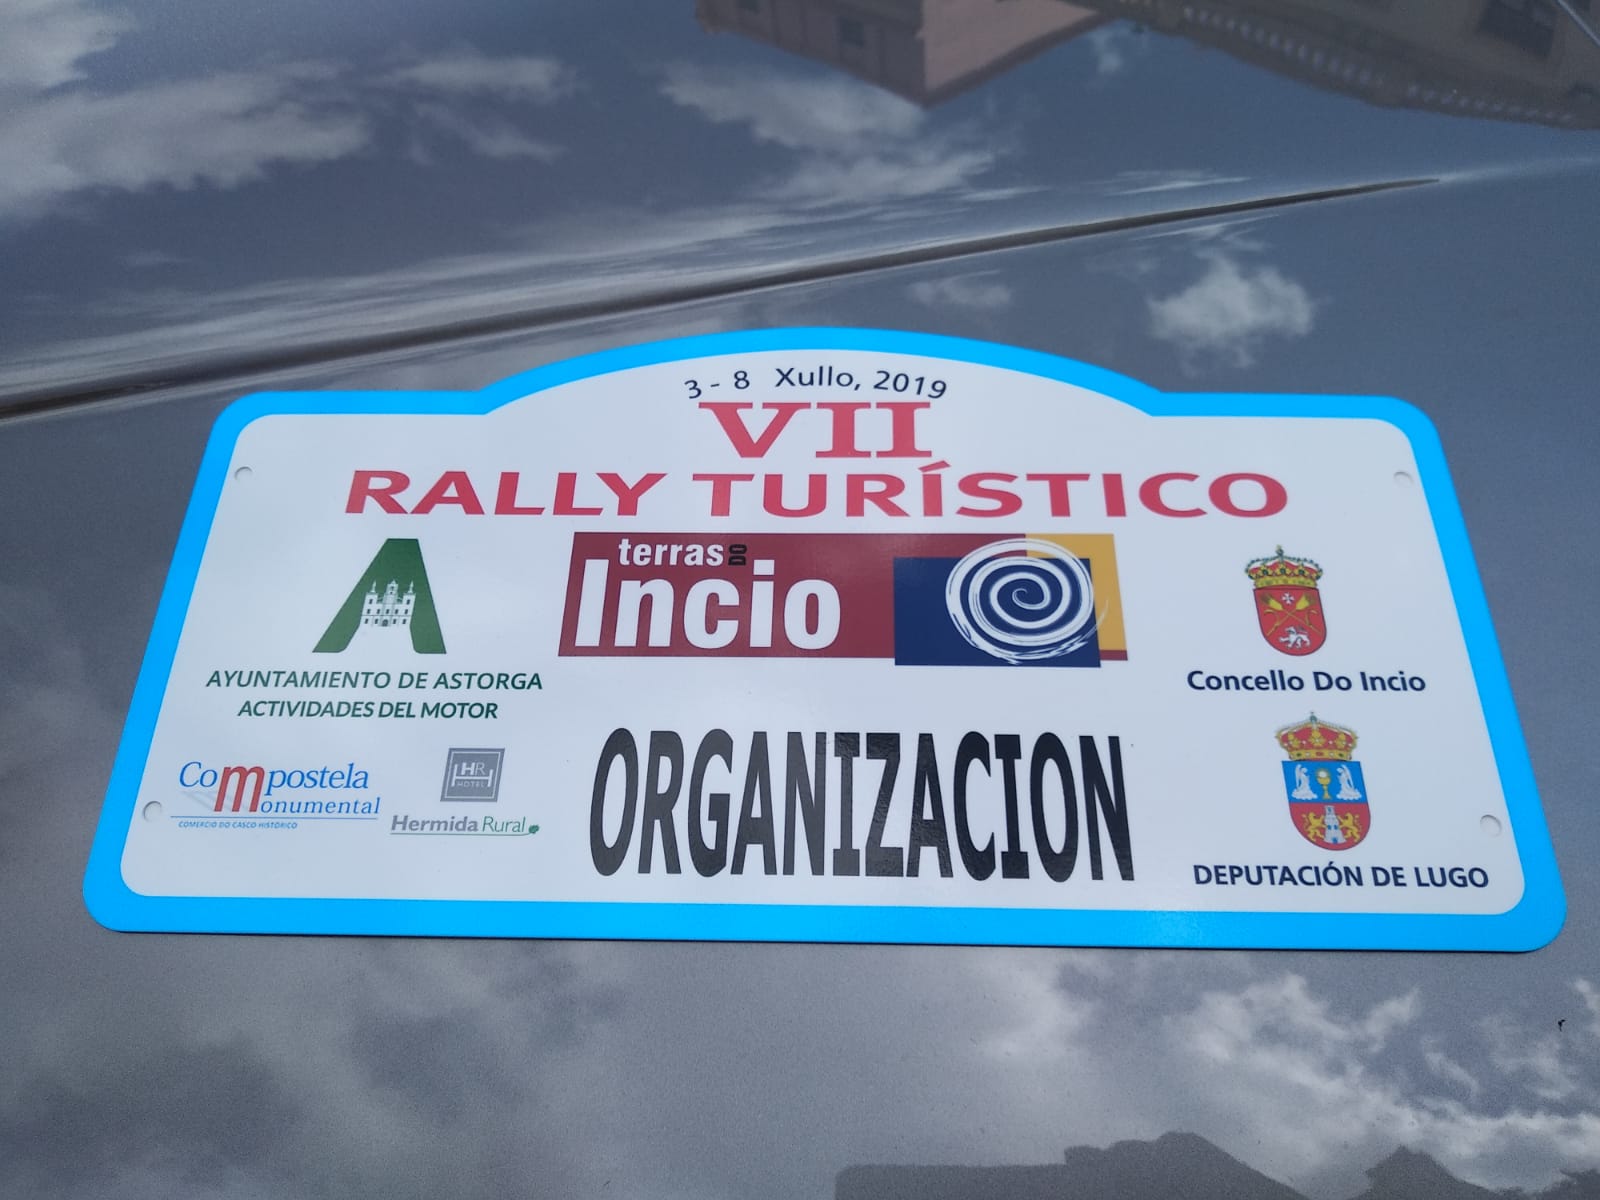 3 - 8 Xullo, 2019
VII
RALLY TURÍSTICO
terras DO
Incio
AYUNTAMIENTO DE ASTORGA
ACTIVIDADES DEL MOTOR
Concello Do Incio
Compostela
Monumental
COMERCIO DO CASCO HISTÓRICO
HR
HOTEL
Hermida Rural
ORGANIZACION
DEPUTACIÓN DE LUGO